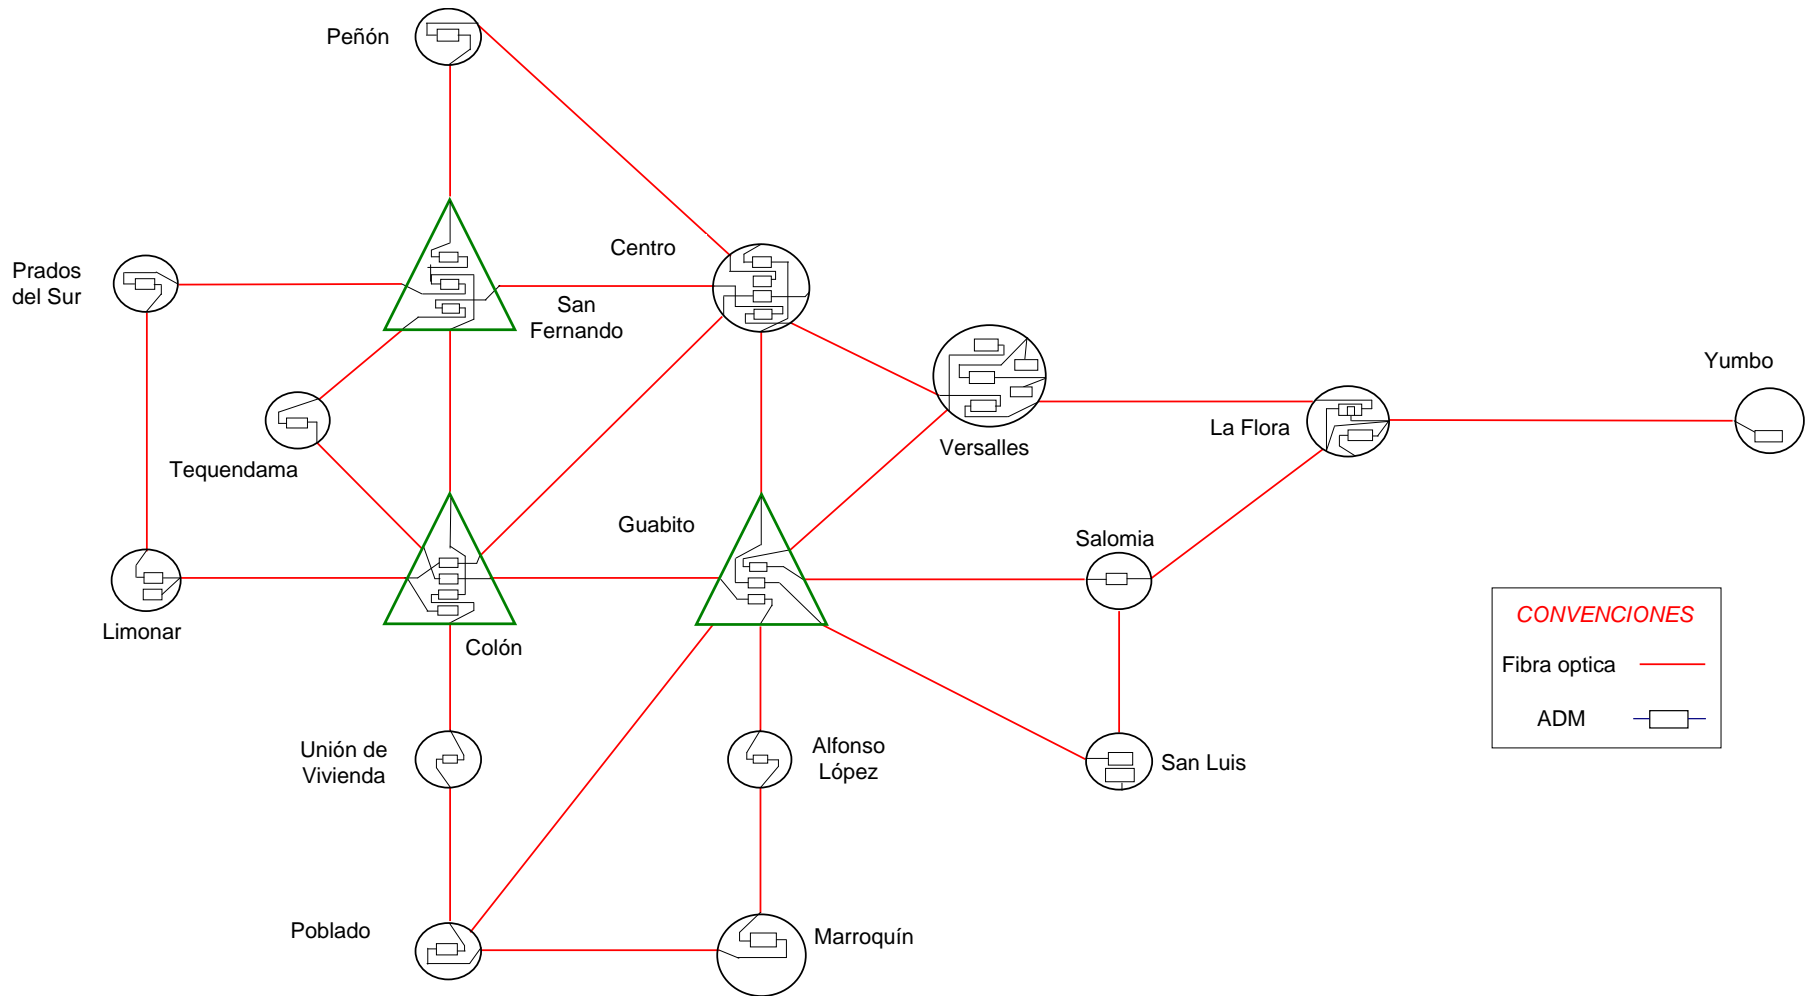 Peñón
Centro
Prados
del Sur
San
Fernando
Yumbo
La Flora
Versalles
Tequendama
Guabito
Salomia
Limonar
Colón
CONVENCIONES
Fibra optica
ADM
Unión de
Vivienda
Alfonso
López
San Luis
Poblado
Marroquín